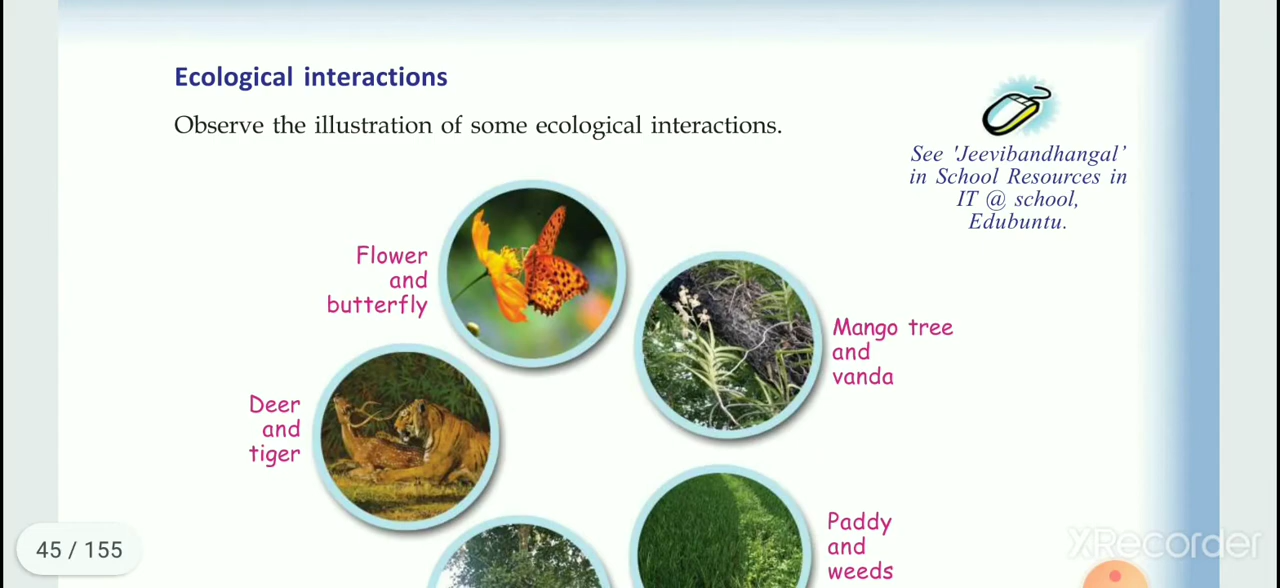 Ecological interactions
Observe the illustration of some ecological interactions.
See 'Jeevibandhangal’
in School Resources in
IT @ school,
Edubuntu.
Flower
and
butterfly
Mango tree
and
vanda
Deer
and
tiger
Paddy
and
weeds
45 / 155
XRecorder